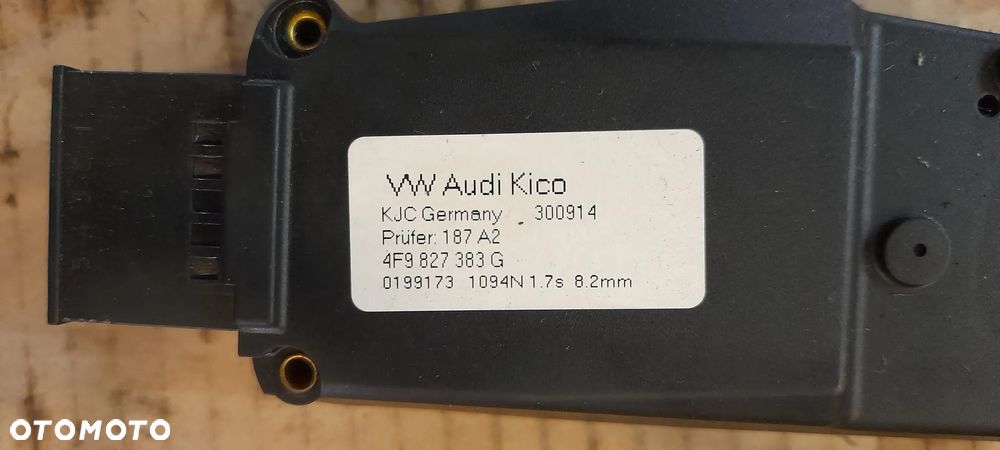 VW Audi Kico
KJC Germany 300914
Prüfer: 187 A2
4F9 827 383 G
0199173 1094N 1.7s 8.2mm
OTOMOTO